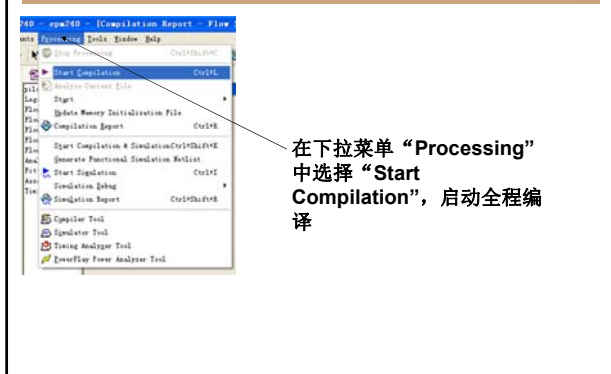 240 - epm240 - [Compilation Report - Flow
Processing Tools Window Help
Stop Processing Ctrl+Shift+C
Start Compilation Ctrl+L
Analyze Current File
Start
Update Memory Initialization File
Compilation Report Ctrl+R
Start Compilation & Simulation Ctrl+Shift+K
Generate Functional Simulation Netlist
Start Simulation Ctrl+I
Simulation Debug
Simulation Report Ctrl+Shift+R
Compiler Tool
Simulator Tool
Timing Analyzer Tool
PowerPlay Power Analyzer Tool
在下拉菜单“Processing”
中选择“Start
Compilation”，启动全程编
译